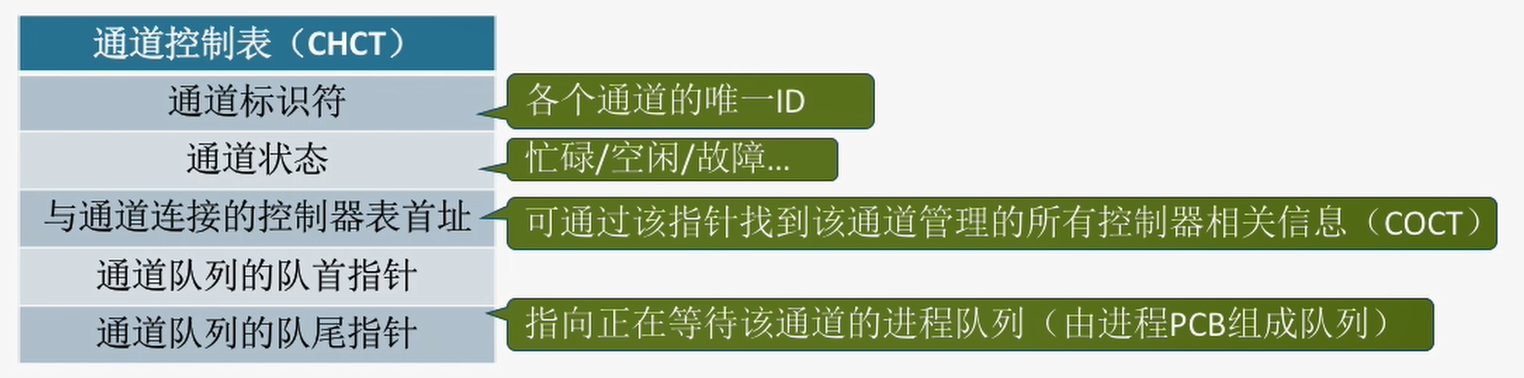 通道控制表（CHCT）
通道标识符
各个通道的唯一ID
通道状态
忙碌/空闲/故障...
与通道连接的控制器表首址
可通过该指针找到该通道管理的所有控制器相关信息（COCT）
通道队列的队首指针
通道队列的队尾指针
指向正在等待该通道的进程队列（由进程PCB组成队列）